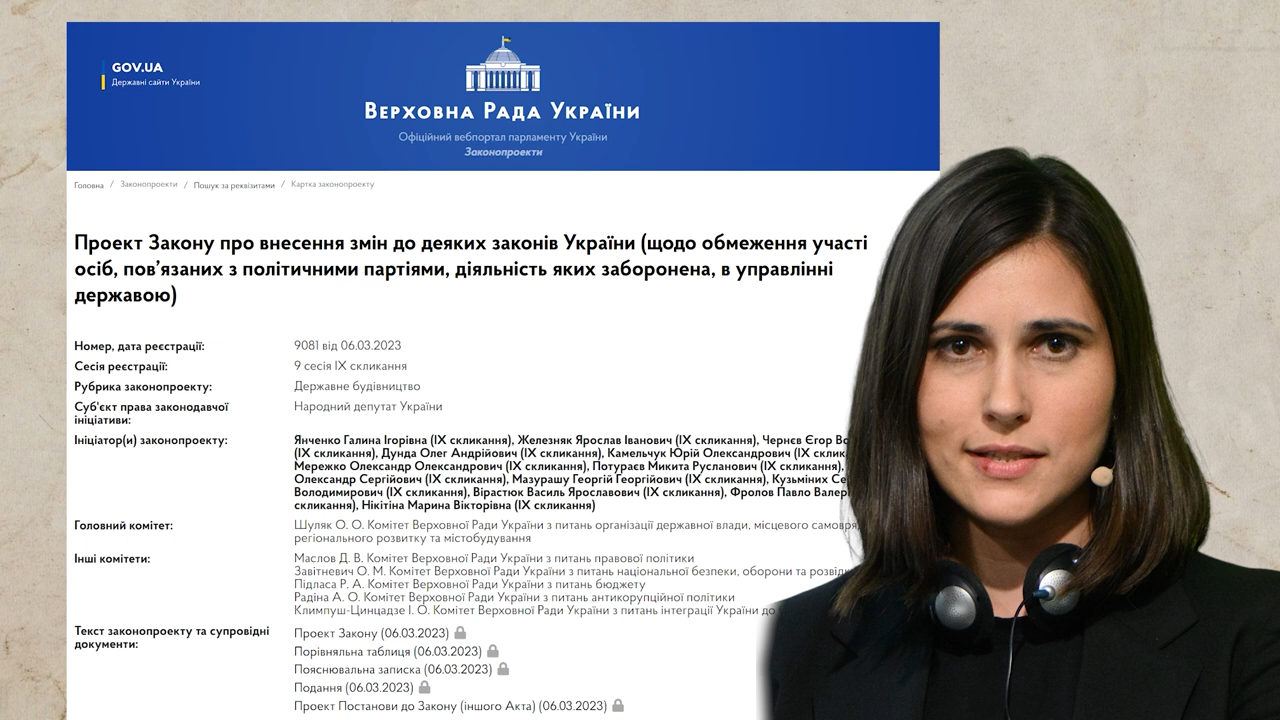 GOV.UA
Державні сайти України
Верховна Рада України
Офіційний вебпортал парламенту України
Законопроекти
Головна / Законопроекти / Пошук за реквізитами / Картка законопроекту
Проект Закону про внесення змін до деяких законів України (щодо обмеження участі
осіб, пов’язаних з політичними партіями, діяльність яких заборонена, в управлінні
державою)
Номер, дата реєстрації: 9081 від 06.03.2023
Сесія реєстрації: 9 сесія IX скликання
Рубрика законопроекту: Державне будівництво
Суб'єкт права законодавчої Народний депутат України
ініціативи:
Ініціатор(и) законопроекту: Янченко Галина Ігорівна (IX скликання), Железняк Ярослав Іванович (IX скликання), Чернєв Єгор
(IX скликання), Дунда Олег Андрійович (IX скликання), Камельчук Юрій Олександрович (IX
Мережко Олександр Олександрович (IX скликання), Потураєв Микита Русланович (IX скликання),
Олександр Сергійович (IX скликання), Мазурашу Георгій Георгійович (IX скликання), Кузьміних
Володимирович (IX скликання), Вірастюк Василь Ярославович (IX скликання), Фролов Павло
скликання), Нікітіна Марина Вікторівна (IX скликання)
Головний комітет: Шуляк О. О. Комітет Верховної Ради України з питань організації державної влади, місцевого
регіонального розвитку та містобудування
Інші комітети: Маслов Д. В. Комітет Верховної Ради України з питань правової політики
Завітневич О. М. Комітет Верховної Ради України з питань національної безпеки, оборони та
Підласа Р. А. Комітет Верховної Ради України з питань бюджету
Радіна А. О. Комітет Верховної Ради України з питань антикорупційної політики
Климпуш-Цинцадзе І. О. Комітет Верховної Ради України з питань інтеграції України до
Текст законопроекту та супровідні Проект Закону (06.03.2023)
документи: Порівняльна таблиця (06.03.2023)
Пояснювальна записка (06.03.2023)
Подання (06.03.2023)
Проект Постанови до Закону (іншого Акта) (06.03.2023)